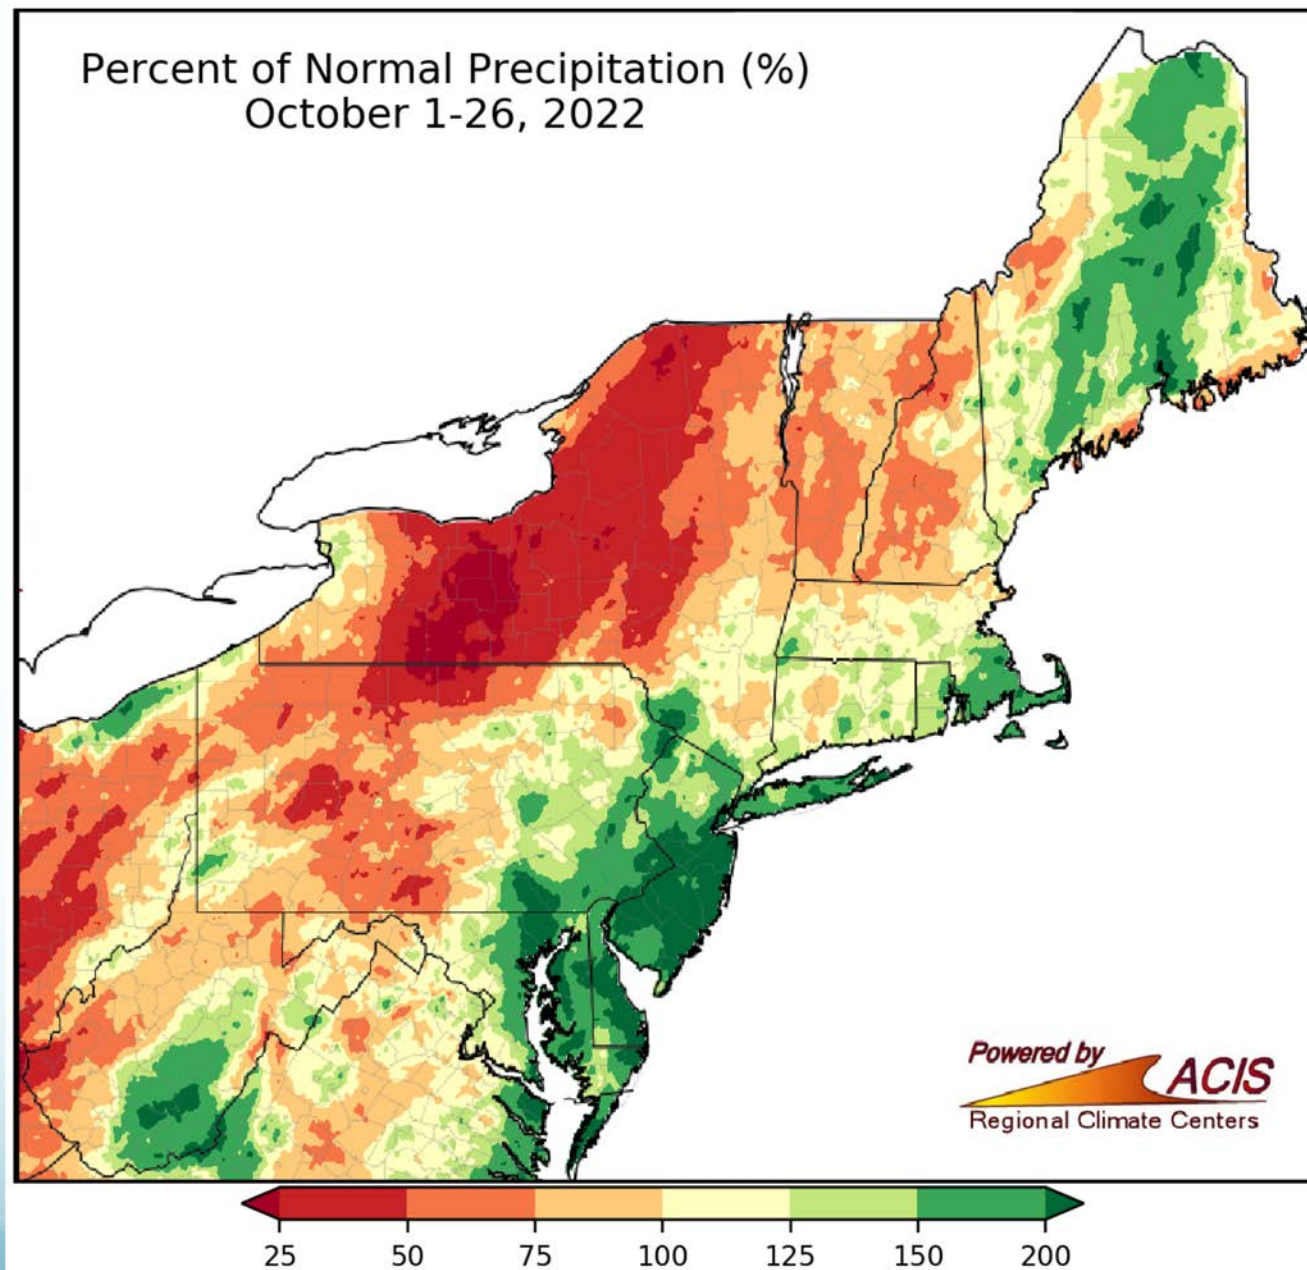 Percent of Normal Precipitation (%)
October 1-26, 2022
Powered by
ACIS
Regional Climate Centers
25 50 75 100 125 150 200